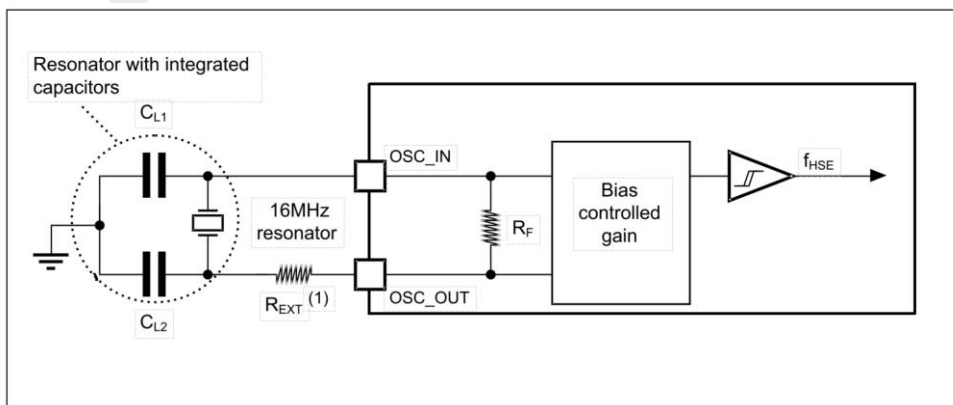 Resonator with integrated
capacitors
CL1
OSC_IN
fHSE
16MHz
resonator
RF
Bias
controlled
gain
REXT (1)
OSC_OUT
CL2